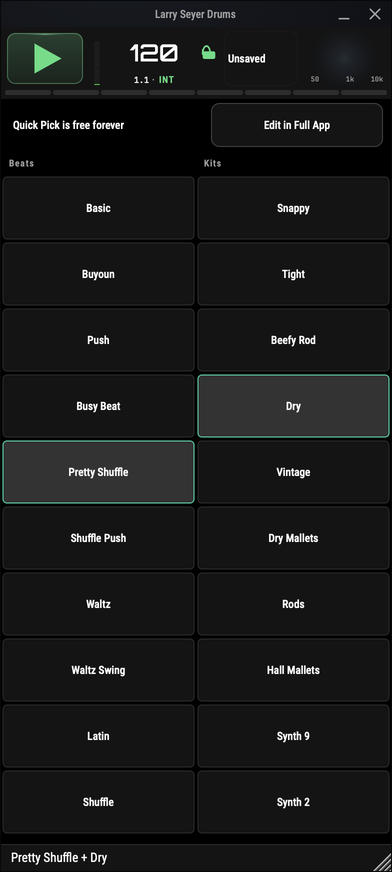 Larry Seyer Drums
120
Unsaved
1.1 · INT
50 1k 10k
Quick Pick is free forever
Edit in Full App
Beats Kits
Basic Snappy
Buyoun Tight
Push Beefy Rod
Busy Beat Dry
Pretty Shuffle Vintage
Shuffle Push Dry Mallets
Waltz Rods
Waltz Swing Hall Mallets
Latin Synth 9
Shuffle Synth 2
Pretty Shuffle + Dry